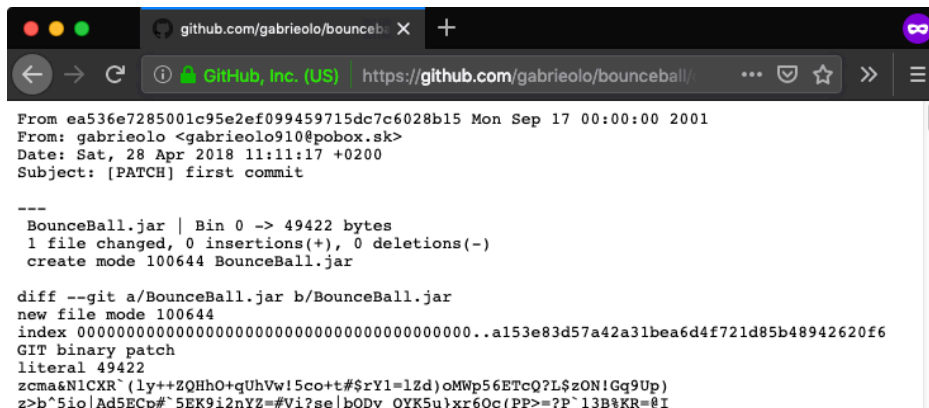 github.com/gabrieolo/bounceba
GitHub, Inc. (US) https://github.com/gabrieolo/bounceball/
From ea536e7285001c95e2ef099459715dc7c6028b15 Mon Sep 17 00:00:00 2001
From: gabrieolo <gabrieolo910@pobox.sk>
Date: Sat, 28 Apr 2018 11:11:17 +0200
Subject: [PATCH] first commit
---
BounceBall.jar | Bin 0 -> 49422 bytes
1 file changed, 0 insertions(+), 0 deletions(-)
create mode 100644 BounceBall.jar
diff --git a/BounceBall.jar b/BounceBall.jar
new file mode 100644
index 0000000000000000000000000000000000000000..a153e83d57a42a31bea6d4f721d85b48942620f6
GIT binary patch
literal 49422
zcma&N1CXR`(ly++ZQHhO+qUhVw!5co+t#$rY1=lZd)oMWp56ETcQ?L$zON!Gq9Up)